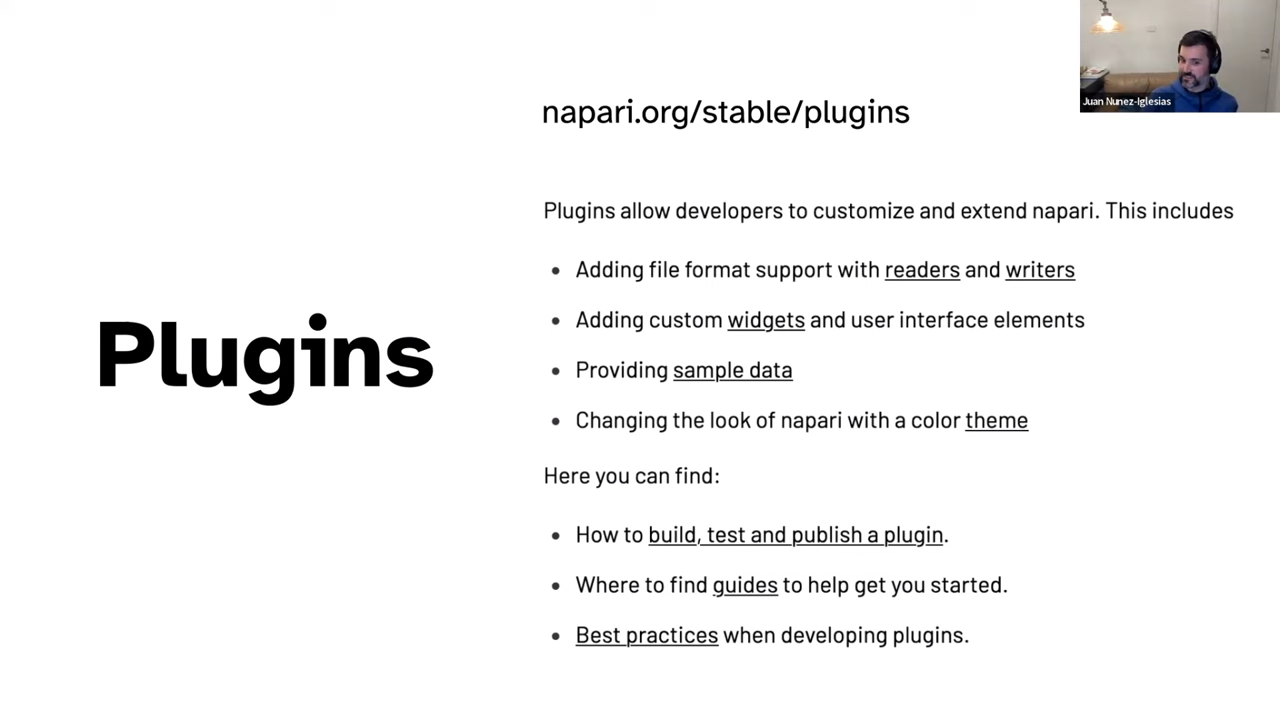 Juan Nunez-Iglesias
napari.org/stable/plugins
Plugins
Plugins allow developers to customize and extend napari. This includes
• Adding file format support with readers and writers
• Adding custom widgets and user interface elements
• Providing sample data
• Changing the look of napari with a color theme
Here you can find:
• How to build, test and publish a plugin.
• Where to find guides to help get you started.
• Best practices when developing plugins.